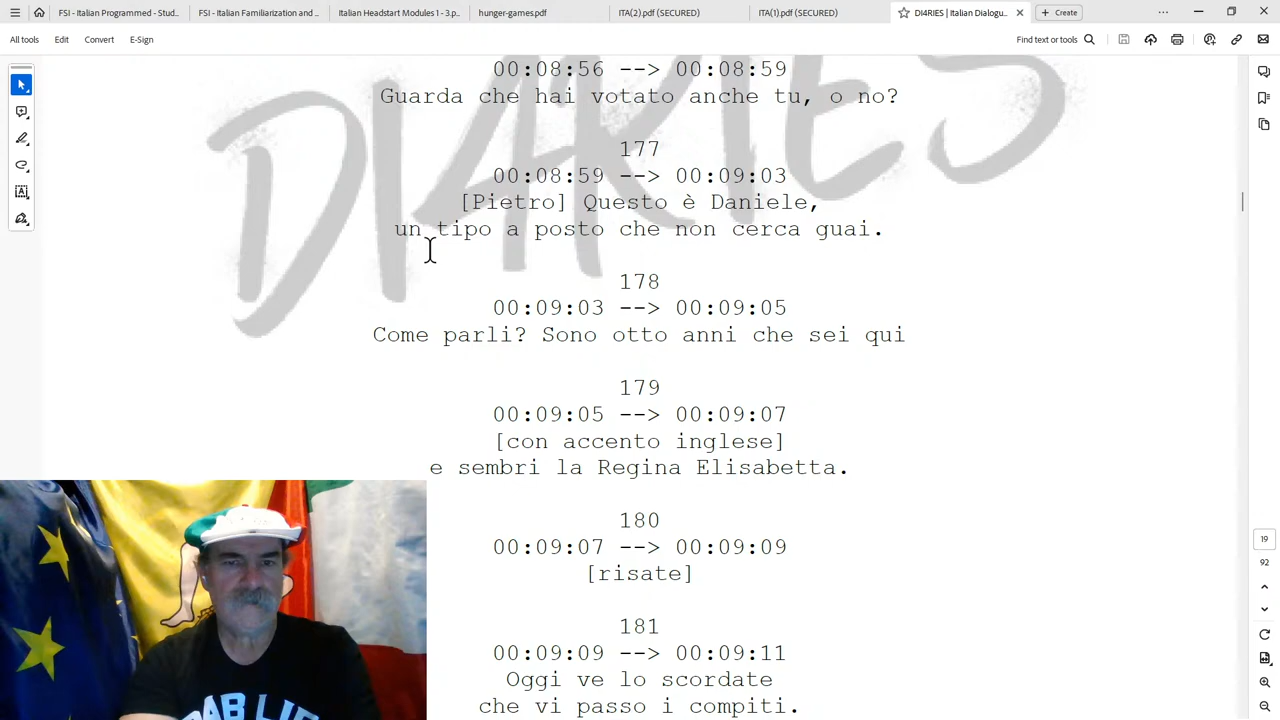 FSI - Italian Programmed - Stud...
FSI - Italian Familiarization and ...
Italian Headstart Modules 1 - 3.p...
hunger-games.pdf
ITA(2).pdf (SECURED)
ITA(1).pdf (SECURED)
DI4RIES | Italian Dialogu...
Create
All tools
Edit
Convert
E-Sign
Find text or tools
DI4RIES
00:08:56 --> 00:08:59
Guarda che hai votato anche tu, o no?
177
00:08:59 --> 00:09:03
[Pietro] Questo è Daniele,
un tipo a posto che non cerca guai.
178
00:09:03 --> 00:09:05
Come parli? Sono otto anni che sei qui
179
00:09:05 --> 00:09:07
[con accento inglese]
e sembri la Regina Elisabetta.
180
00:09:07 --> 00:09:09
[risate]
181
00:09:09 --> 00:09:11
Oggi ve lo scordate
che vi passo i compiti.
19
92